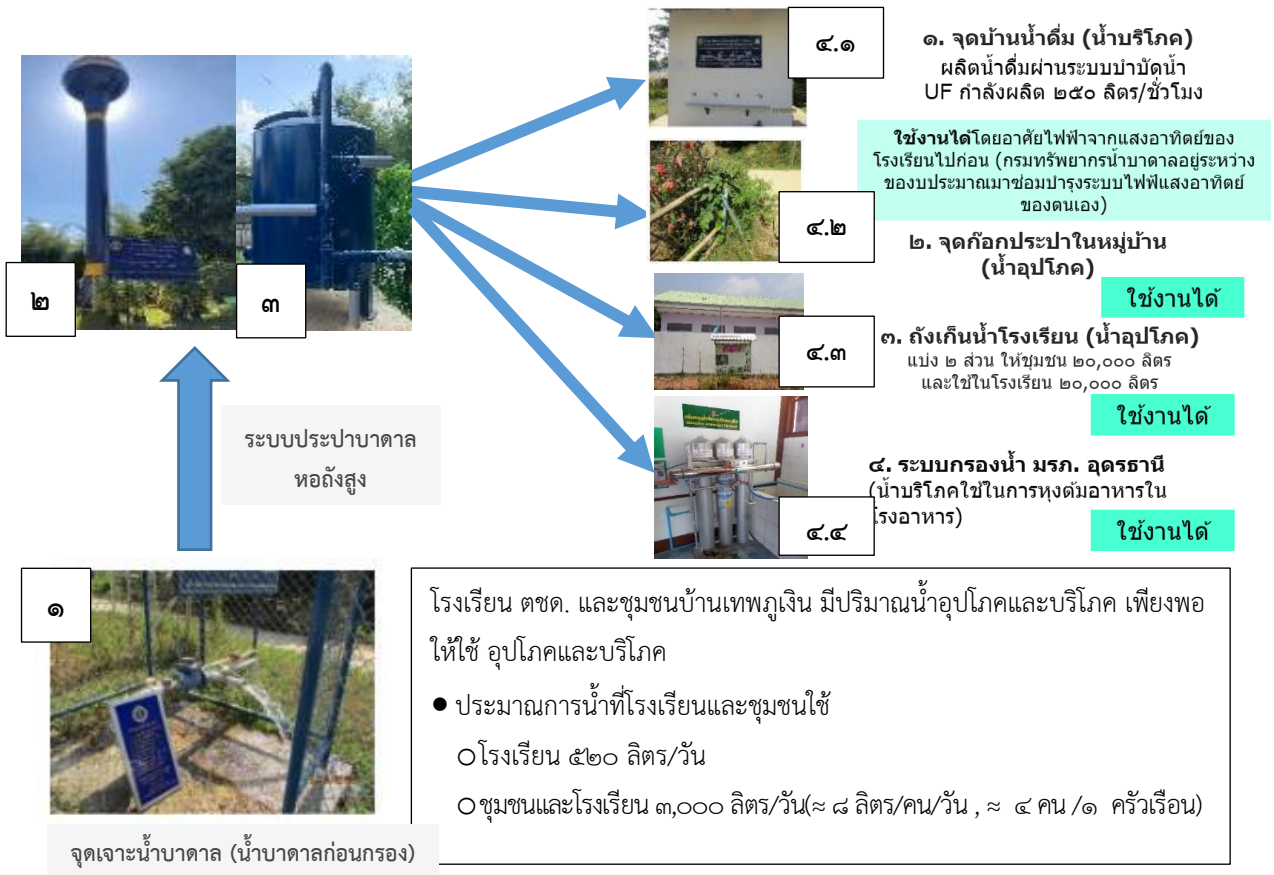 ๒
๓
๔.๑
๑. จุดบ้านน้ำดื่ม (น้ำบริโภค)
ผลิตน้ำดื่มผ่านระบบบำบัดน้ำ
UF กำลังผลิต ๒๕๐ ลิตร/ชั่วโมง
ใช้งานได้โดยอาศัยไฟฟ้าจากแสงอาทิตย์ของ
โรงเรียนไปก่อน (กรมทรัพยากรน้ำบาดาลอยู่ระหว่าง
ของบประมาณมาซ่อมบำรุงระบบไฟฟ้แสงอาทิตย์
ของตนเอง)
๔.๒
๒. จุดก๊อกประปาในหมู่บ้าน
(น้ำอุปโภค)
ใช้งานได้
๔.๓
๓. ถังเก็นน้ำโรงเรียน (น้ำอุปโภค)
แบ่ง ๒ ส่วน ให้ชุมชน ๒๐,๐๐๐ ลิตร
และใช้ในโรงเรียน ๒๐,๐๐๐ ลิตร
ใช้งานได้
๔.๔
๔. ระบบกรองน้ำ มรภ. อุดรธานี
(น้ำบริโภคใช้ในการหุงต้มอาหารใน
โรงอาหาร)
ใช้งานได้
ระบบประปาบาดาล
หอถังสูง
๑
จุดเจาะน้ำบาดาล (น้ำบาดาลก่อนกรอง)
โรงเรียน ตชด. และชุมชนบ้านเทพภูเงิน มีปริมาณน้ำอุปโภคและบริโภค เพียงพอ
ให้ใช้ อุปโภคและบริโภค
● ประมาณการน้ำที่โรงเรียนและชุมชนใช้
○ โรงเรียน ๕๒๐ ลิตร/วัน
○ ชุมชนและโรงเรียน ๓,๐๐๐ ลิตร/วัน(≈ ๘ ลิตร/คน/วัน , ≈ ๔ คน /๑ ครัวเรือน)